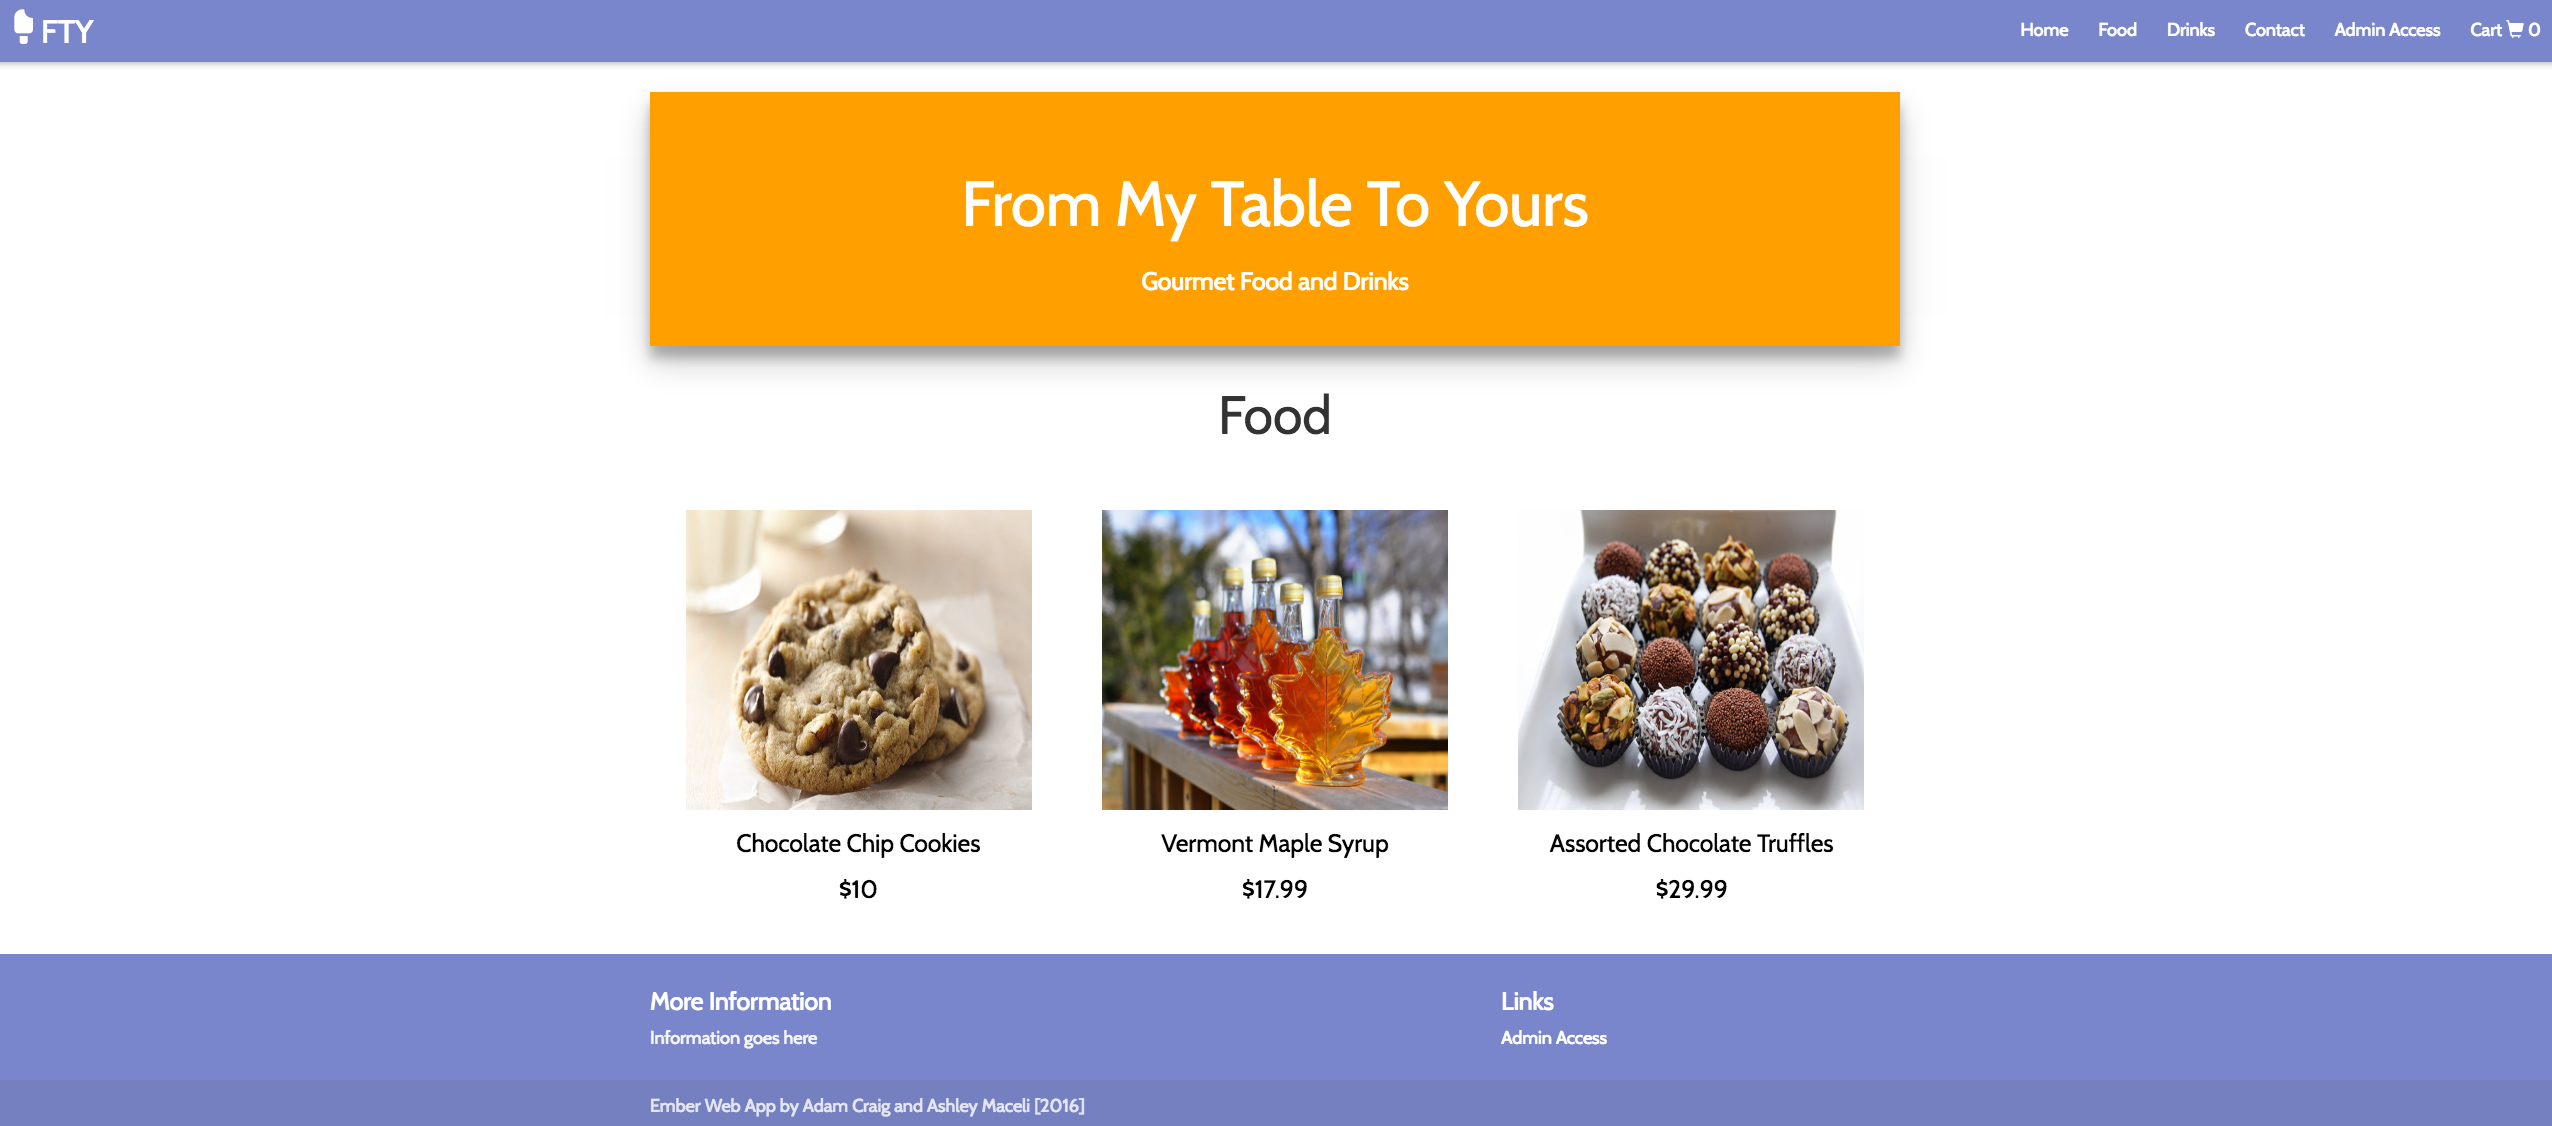 FTY
Home Food Drinks Contact Admin Access Cart 0
From My Table To Yours
Gourmet Food and Drinks
Food
Chocolate Chip Cookies
$10
Vermont Maple Syrup
$17.99
Assorted Chocolate Truffles
$29.99
More Information
Information goes here
Links
Admin Access
Ember Web App by Adam Craig and Ashley Maceli [2016]